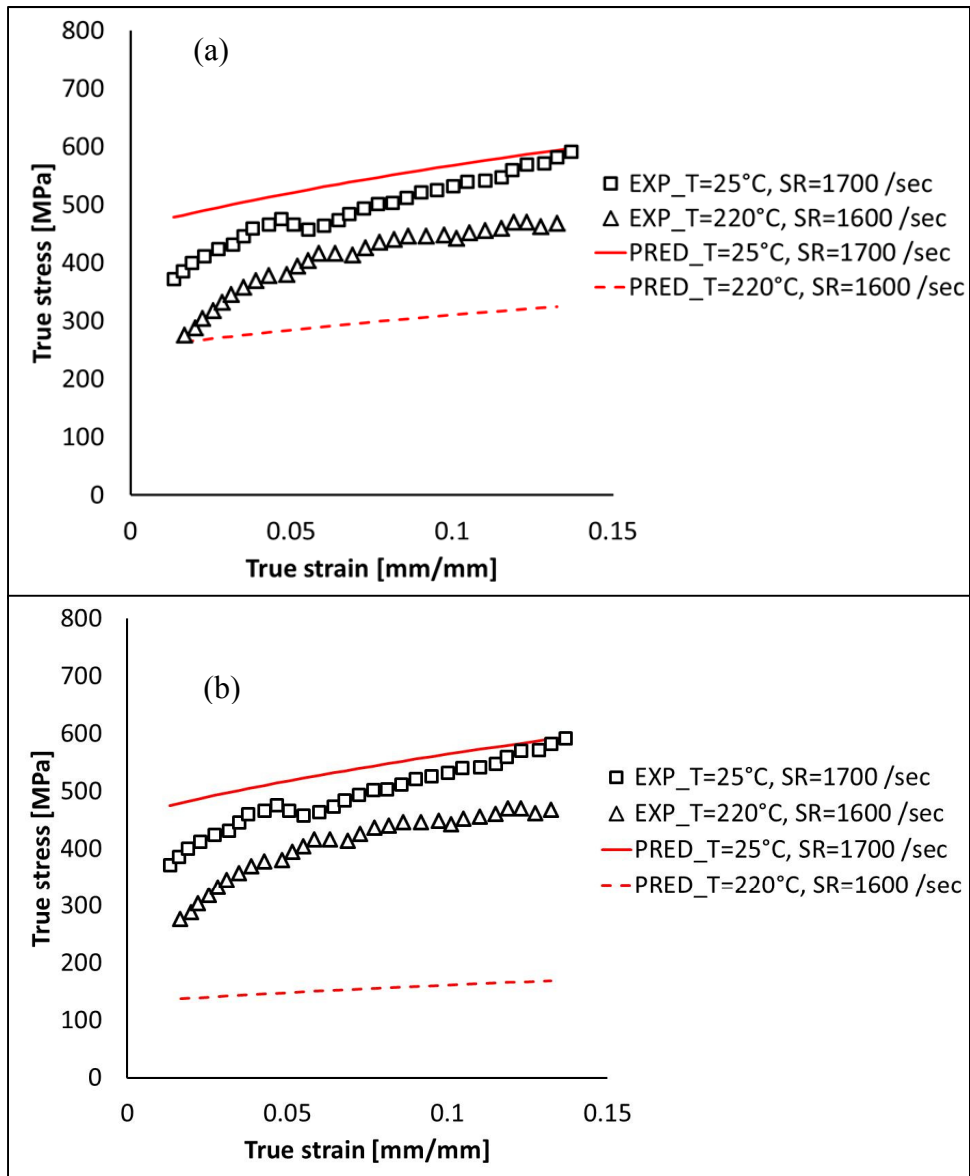 (a)
True stress [MPa]
800
700
600
500
400
300
200
100
0
0 0.05 0.1 0.15
True strain [mm/mm]
EXP_T=25°C, SR=1700 /sec
EXP_T=220°C, SR=1600 /sec
PRED_T=25°C, SR=1700 /sec
PRED_T=220°C, SR=1600 /sec
(b)
True stress [MPa]
800
700
600
500
400
300
200
100
0
0 0.05 0.1 0.15
True strain [mm/mm]
EXP_T=25°C, SR=1700 /sec
EXP_T=220°C, SR=1600 /sec
PRED_T=25°C, SR=1700 /sec
PRED_T=220°C, SR=1600 /sec